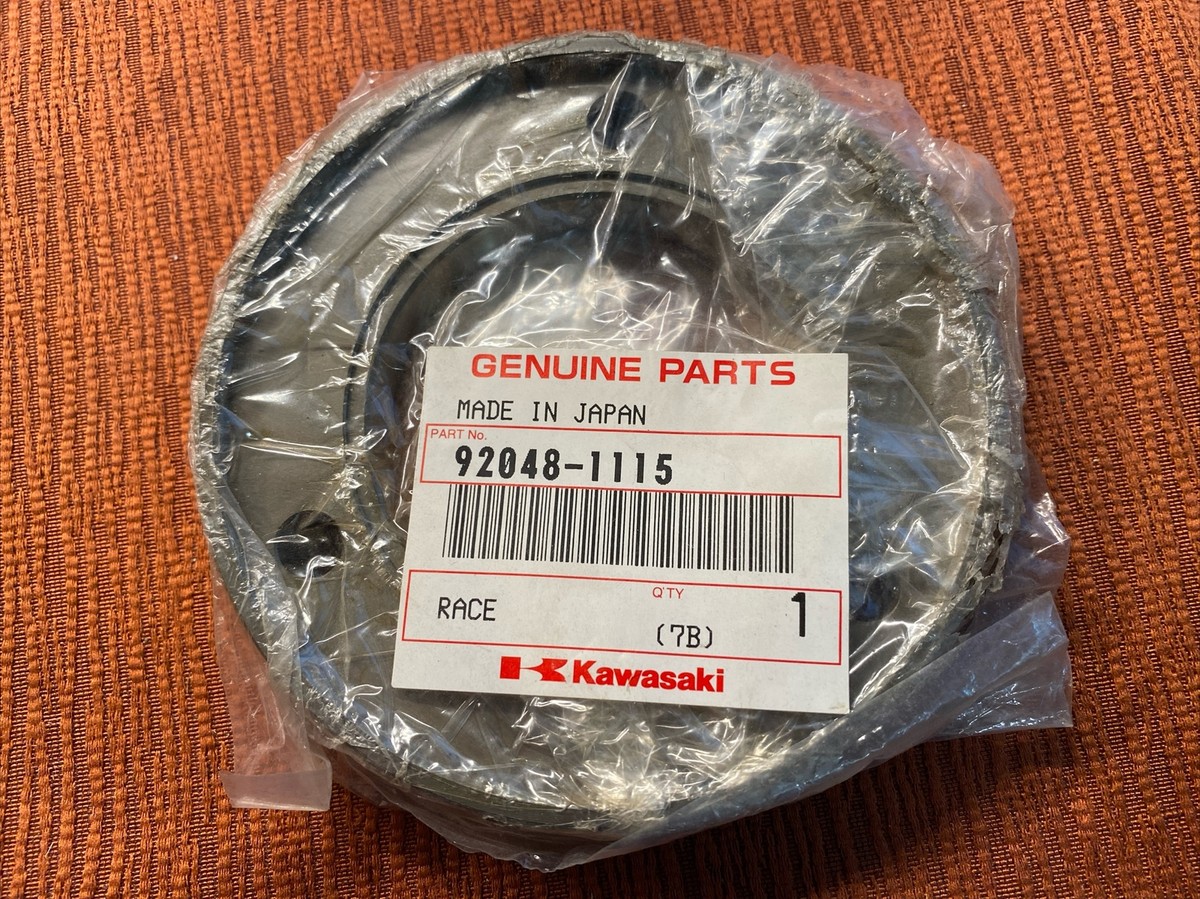 GENUINE PARTS
MADE IN JAPAN
PART No.
92048-1115
Q'TY
RACE 1
(7B)
Kawasaki